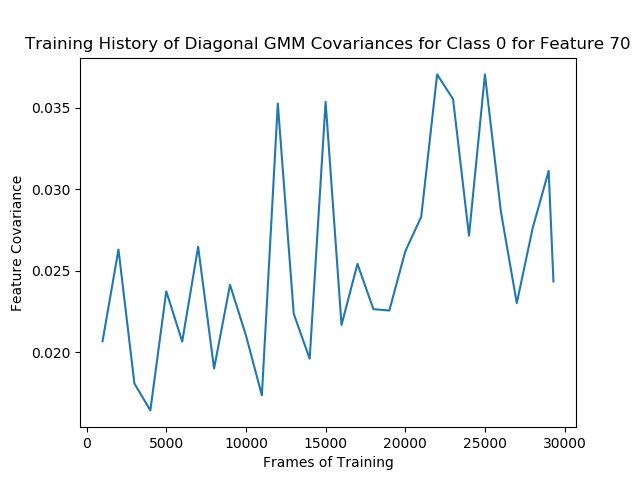 Training History of Diagonal GMM Covariances for Class 0 for Feature 70
0.035
0.030
0.025
0.020
Feature Covariance
0 5000 10000 15000 20000 25000 30000
Frames of Training